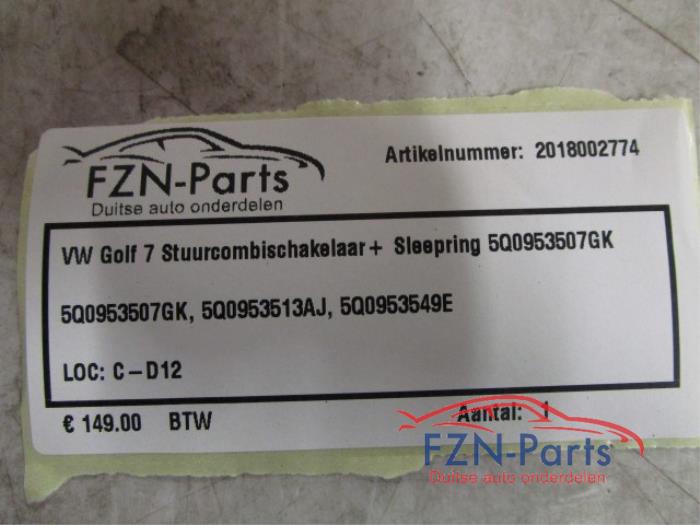 FZN-Parts
Duitse auto onderdelen
Artikelnummer: 2018002774
VW Golf 7 Stuurcombischakelaar+ Sleepring 5Q0953507GK
5Q0953507GK, 5Q0953513AJ, 5Q0953549E
LOC: C-D12
€ 149.00 BTW
Aantal: 1
FZN-Parts
Duitse auto onderdelen